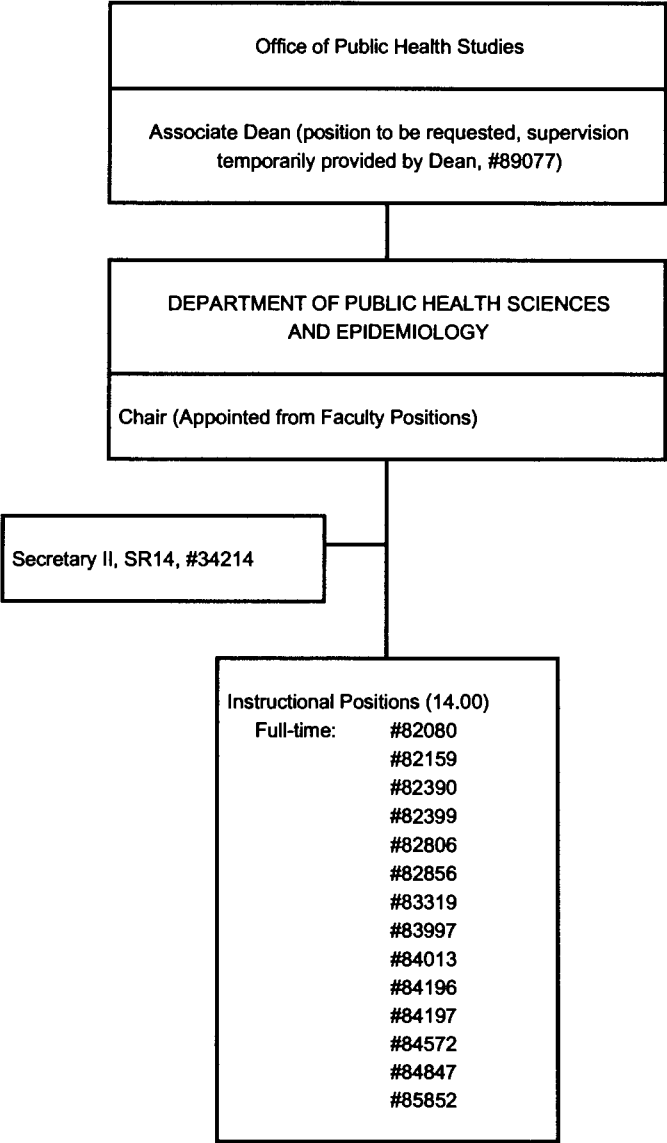 Office of Public Health Studies
Associate Dean (position to be requested, supervision
temporarily provided by Dean, #89077)
DEPARTMENT OF PUBLIC HEALTH SCIENCES
AND EPIDEMIOLOGY
Chair (Appointed from Faculty Positions)
Secretary II, SR14, #34214
Instructional Positions (14.00)
Full-time: #82080
#82159
#82390
#82399
#82806
#82856
#83319
#83997
#84013
#84196
#84197
#84572
#84847
#85852